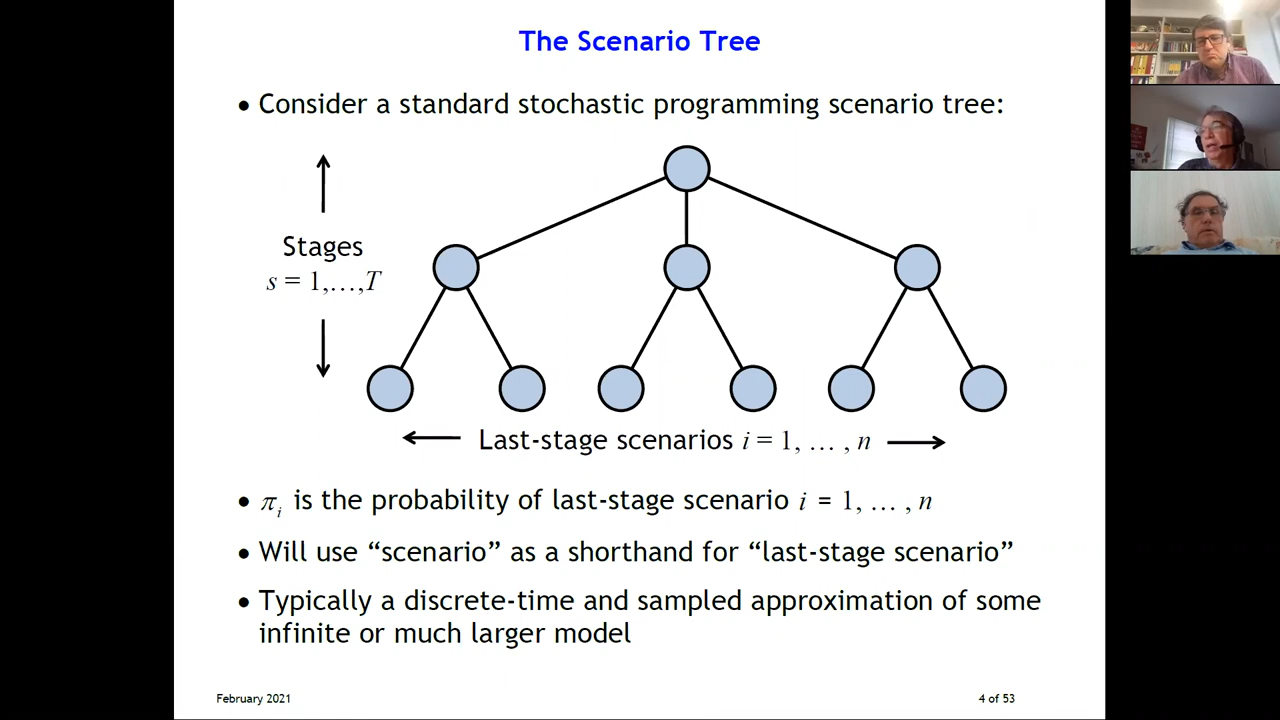 The Scenario Tree
• Consider a standard stochastic programming scenario tree:
Stages
s = 1,…,T
Last-stage scenarios i = 1, … , n
• πᵢ is the probability of last-stage scenario i = 1, … , n
• Will use “scenario” as a shorthand for “last-stage scenario”
• Typically a discrete-time and sampled approximation of some
infinite or much larger model
February 2021
4 of 53